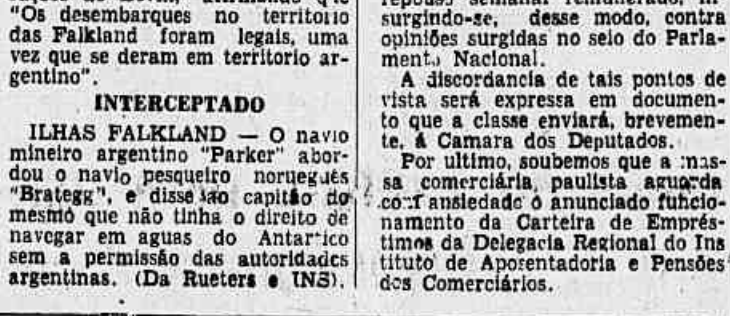 "Os desembarques no territorio
das Falkland foram legais, uma
vez que se deram em territorio ar-
gentino".
INTERCEPTADO
ILHAS FALKLAND — O navio
mineiro argentino "Parker" abor-
dou o navio pesqueiro norueguês
"Brategg", e disse ao capitão do
mesmo que não tinha o direito de
navegar em aguas do Antartico
sem a permissão das autoridades
argentinas. (Da Rueters e INS).
surgindo-se, desse modo, contra
opiniões surgidas no seio do Parla-
mento Nacional.
A discordancia de tais pontos de
vista será expressa em documen-
to que a classe enviará, brevemen-
te, á Camara dos Deputados.
Por ultimo, soubemos que a mas-
sa comerciária, paulista aguarda
com ansiedade o anunciado funcio-
namento da Carteira de Emprés-
timos da Delegacia Regional do Ins
tituto de Aposentadoria e Pensões
dos Comerciários.